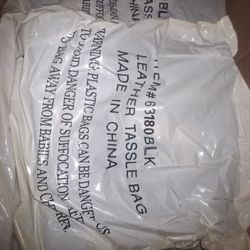 ITEM#63180BLK
LEATHER TASSLE BAG
MADE IN CHINA
WARNING PLASTIC BAGS CAN BE DANGEROUS
TO AVOID DANGER OF SUFFOCATION KEEP
BAG AWAY FROM BABIES AND CHILDREN